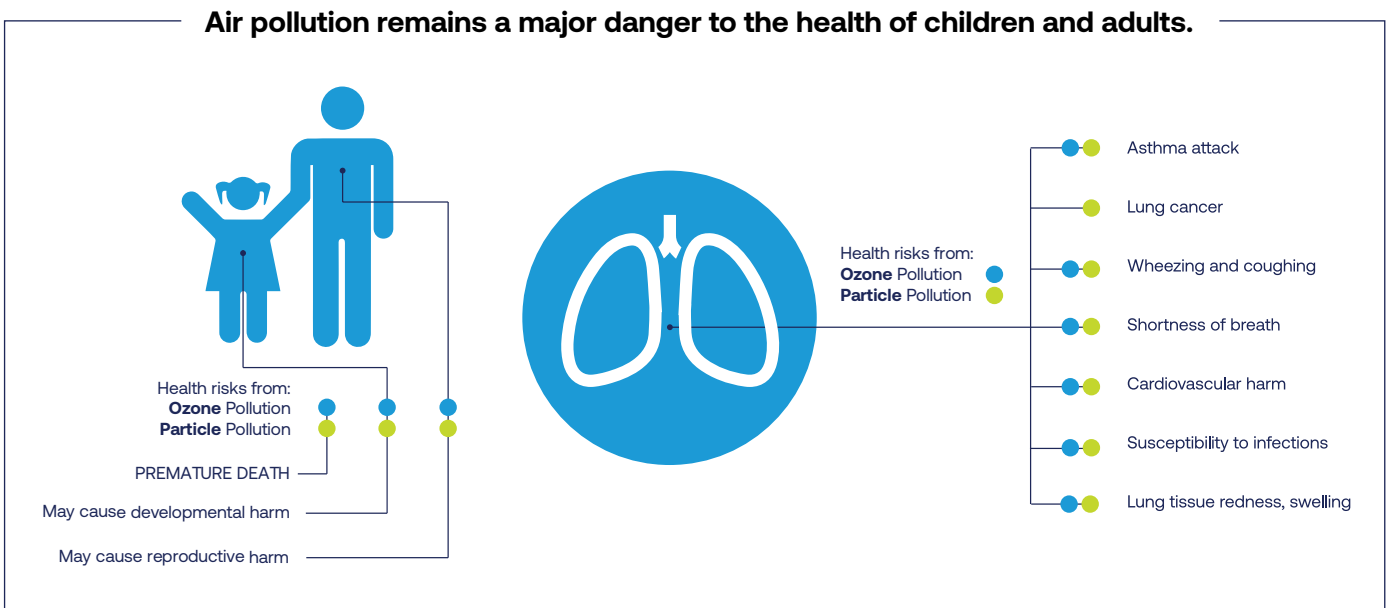 Air pollution remains a major danger to the health of children and adults.
Health risks from:
Ozone Pollution
Particle Pollution
PREMATURE DEATH
May cause developmental harm
May cause reproductive harm
Health risks from:
Ozone Pollution
Particle Pollution
Asthma attack
Lung cancer
Wheezing and coughing
Shortness of breath
Cardiovascular harm
Susceptibility to infections
Lung tissue redness, swelling